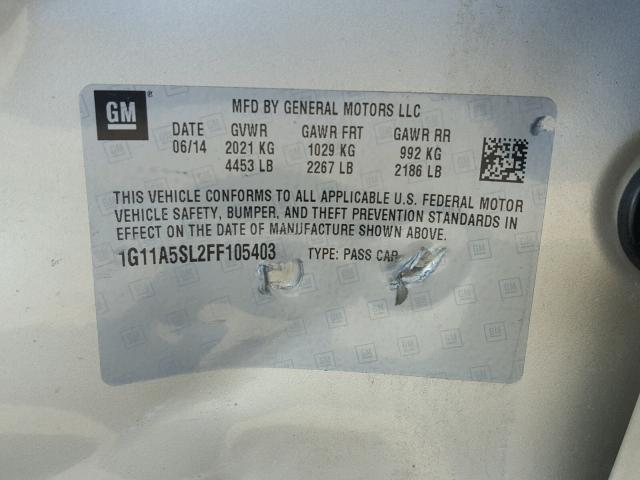 GM
MFD BY GENERAL MOTORS LLC
DATE GVWR GAWR FRT GAWR RR
06/14 2021 KG 1029 KG 992 KG
4453 LB 2267 LB 2186 LB
THIS VEHICLE CONFORMS TO ALL APPLICABLE U.S. FEDERAL MOTOR
VEHICLE SAFETY, BUMPER, AND THEFT PREVENTION STANDARDS IN
EFFECT ON THE DATE OF MANUFACTURE SHOWN ABOVE.
1G11A5SL2FF105403 TYPE: PASS CAR